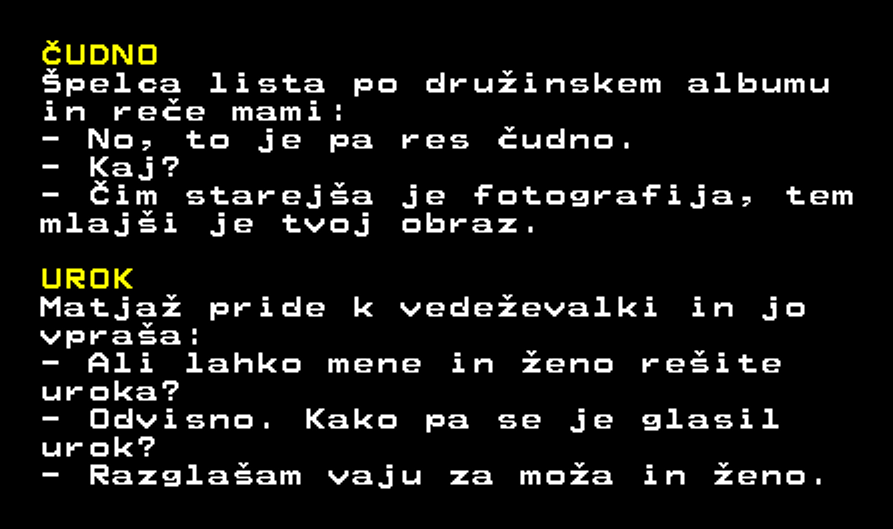 ČUDNO
Špelca lista po družinskem albumu
in reče mami:
- No, to je pa res čudno.
- Kaj?
- Čim starejša je fotografija, tem
mlajši je tvoj obraz.
UROK
Matjaž pride k vedeževalki in jo
vpraša:
- Ali lahko mene in ženo rešite
uroka?
- Odvisno. Kako pa se je glasil
urok?
- Razglašam vaju za moža in ženo.